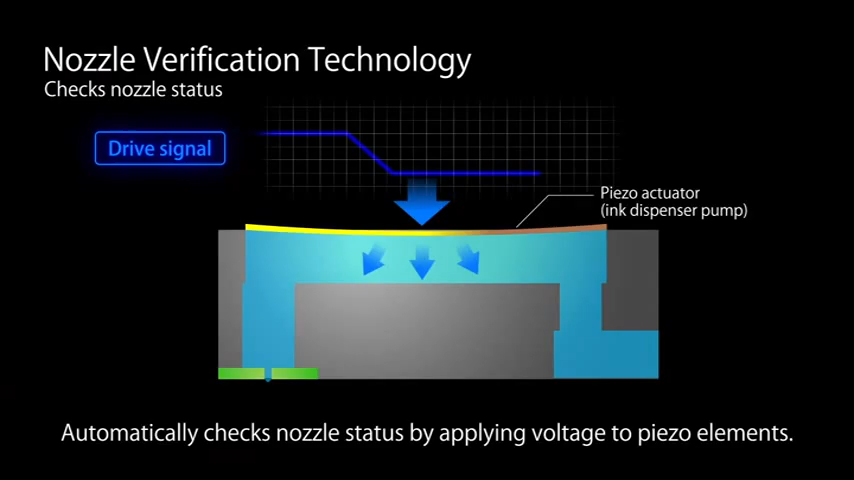 Nozzle Verification Technology
Checks nozzle status
Drive signal
Piezo actuator
(ink dispenser pump)
Automatically checks nozzle status by applying voltage to piezo elements.